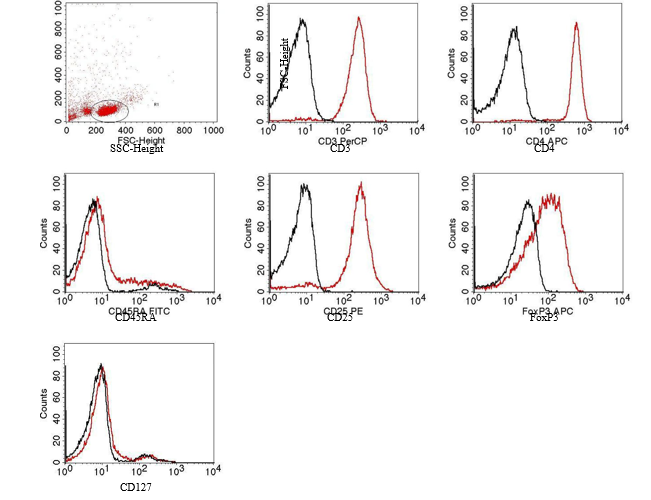 0 200 400 600 800 1000
R1
0 200 400 600 800 1000
FSC-Height
SSC-Height
Counts
0 20 40 60 80 100
FSC-Height
10^0 10^1 10^2 10^3 10^4
CD3 PerCP
CD3
Counts
0 20 40 60 80 100
10^0 10^1 10^2 10^3 10^4
CD4 APC
CD4
Counts
0 20 40 60 80 100
10^0 10^1 10^2 10^3 10^4
CD45RA FITC
CD45RA
Counts
0 20 40 60 80 100
10^0 10^1 10^2 10^3 10^4
CD25 PE
CD25
Counts
0 20 40 60 80 100
10^0 10^1 10^2 10^3 10^4
FoxP3 APC
FoxP3
Counts
0 20 40 60 80 100
10^0 10^1 10^2 10^3 10^4
CD127